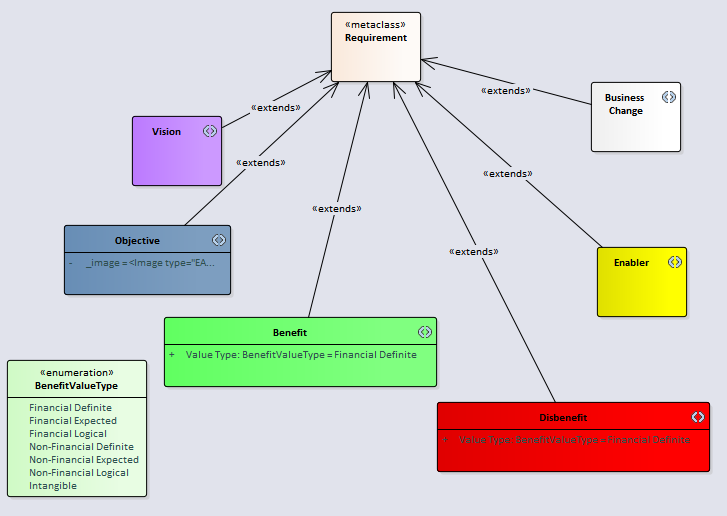 «metaclass»
Requirement
Business
Change
«extends»
«extends»
Vision
«extends»
«extends»
«extends»
Objective
- _image = <Image type="EA...
«extends»
Enabler
Benefit
+ Value Type: BenefitValueType = Financial Definite
«enumeration»
BenefitValueType
Financial Definite
Financial Expected
Financial Logical
Non-Financial Definite
Non-Financial Expected
Non-Financial Logical
Intangible
Disbenefit
+ Value Type: BenefitValueType = Financial Definite